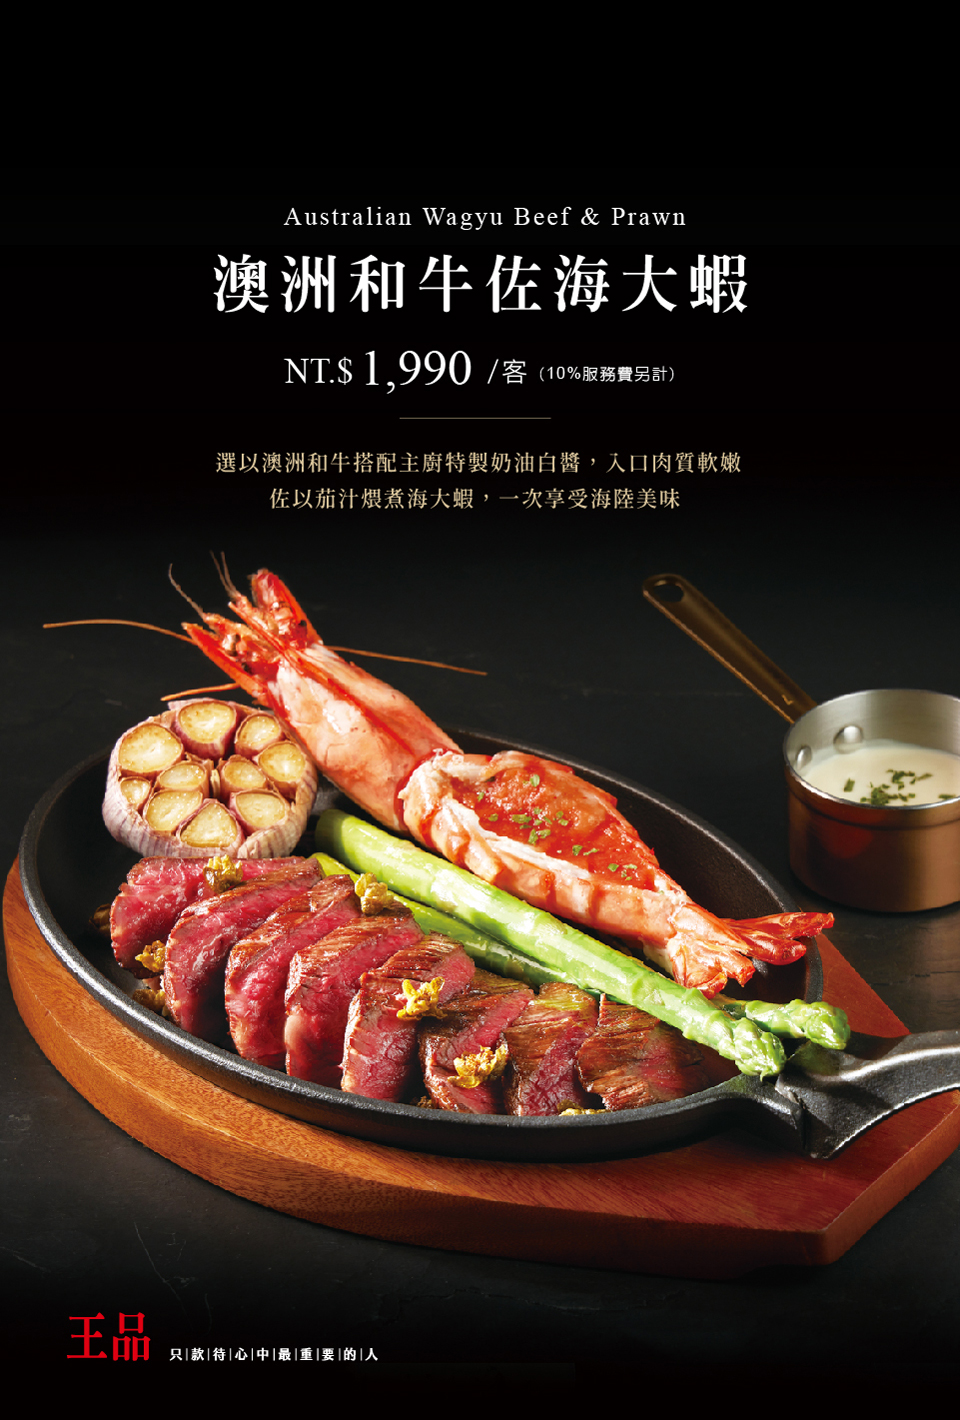 Australian Wagyu Beef & Prawn
澳洲和牛佐海大蝦
NT.$ 1,990 /客 (10%服務費另計)
選以澳洲和牛搭配主廚特製奶油白醬，入口肉質軟嫩
佐以茄汁煨煮海大蝦，一次享受海陸美味
王品 只|款|待|心|中|最|重|要|的|人